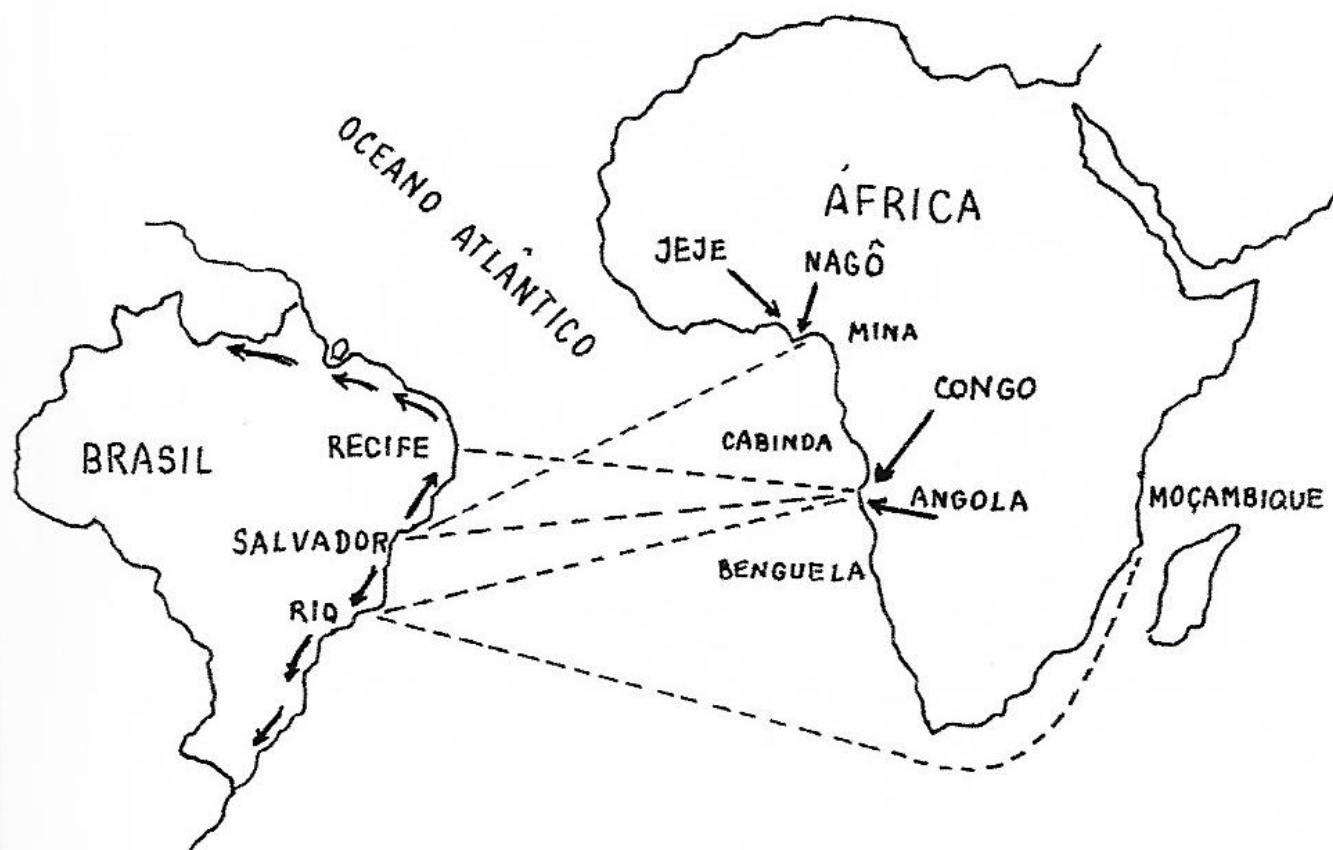 OCEANO ATLÂNTICO
ÁFRICA
JEJE
NAGÔ
MINA
CONGO
CABINDA
ANGOLA
MOÇAMBIQUE
BENGUELA
BRASIL
RECIFE
SALVADOR
RIO